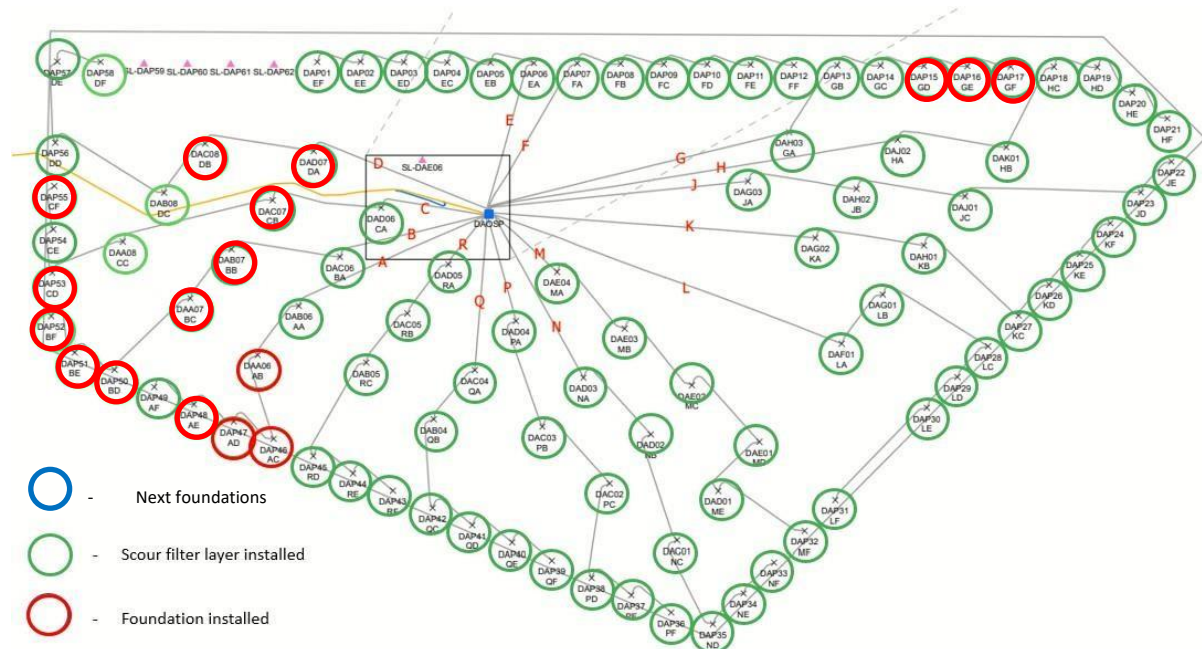 DAP57
DE
DAP58
DF
SL-DAP59
SL-DAP60
SL-DAP61
SL-DAP62
DAP01
EF
DAP02
EE
DAP03
ED
DAP04
EC
DAP05
EB
DAP06
EA
DAP07
FA
DAP08
FB
DAP09
FC
DAP10
FD
DAP11
FE
DAP12
FF
DAP13
GB
DAP14
GC
DAP15
GD
DAP16
GE
DAP17
GF
DAP18
HC
DAP19
HD
DAP20
HE
DAP21
HF
DAP22
JE
DAP23
JD
DAP24
KF
DAP25
KE
DAP26
KD
DAP27
KC
DAP28
LC
DAP29
LD
DAP30
LE
DAP31
LF
DAP32
MF
DAP33
NF
DAP34
NE
DAP35
ND
DAP36
PF
DAP37
PE
DAP38
PD
DAP39
QF
DAP40
QE
DAP41
QD
DAP42
QC
DAP43
RF
DAP44
RE
DAP45
RD
DAP46
AC
DAP47
AD
DAP48
AE
DAP49
AF
DAP50
BD
DAP51
BE
DAP52
BF
DAP53
CD
DAP54
CE
DAP55
CF
DAP56
DD
DAC08
DB
DAD07
DA
DAB08
DC
DAC07
CB
DAD06
CA
DAA08
CC
DAB07
BB
DAC06
BA
DAA07
BC
DAB06
AA
DAA06
AB
SL-DAE06
DAD05
RA
DAC05
RB
DAB05
RC
DAD04
PA
DAC04
QA
DAB04
QB
DAC03
PB
DAC02
PC
DAE04
MA
DAE03
MB
MC
DAE01
DAD01
ME
DAD03
NA
DAD02
DAC01
NC
DAH03
GA
DAJ02
HA
DAK01
HB
DAG03
JA
DAH02
JB
DAJ01
JC
DAG02
KA
DAH01
KB
DAG01
LB
DAF01
LA
A
B
C
D
E
F
G
H
J
K
L
M
N
P
Q
R
- Next foundations
- Scour filter layer installed
- Foundation installed